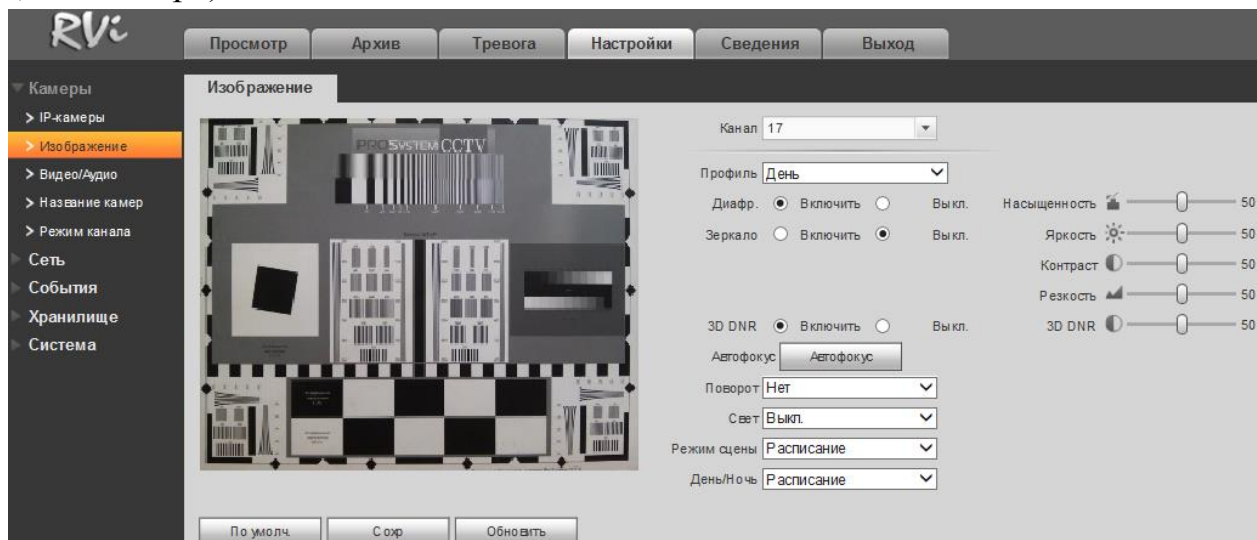 RVi
Просмотр Архив Тревога Настройки Сведения Выход
Камеры
IP-камеры
Изображение
Видео/Аудио
Название камер
Режим канала
Сеть
События
Хранилище
Система
Изображение
PROSYSTEM CCTV
Канал 17
Профиль День
Диафр. Включить Выкл. Насыщенность 50
Зеркало Включить Выкл. Яркость 50
Контраст 50
Резкость 50
3D DNR Включить Выкл. 3D DNR 50
Автофокус Автофокус
Поворот Нет
Свет Выкл.
Режим сцены Расписание
День/Ночь Расписание
По умолч. Сохр Обновить